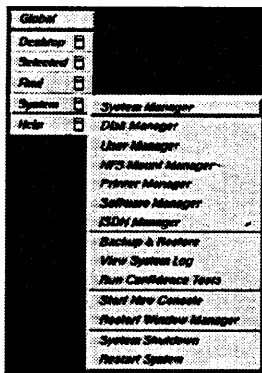 Global
Desktop
Selected
Find
System
Help
System Manager
Disk Manager
User Manager
NFS Mount Manager
Printer Manager
Software Manager
ISDN Manager
Backup & Restore
View System Log
Run Confidence Tests
Start New Console
Restart Window Manager
System Shutdown
Restart System